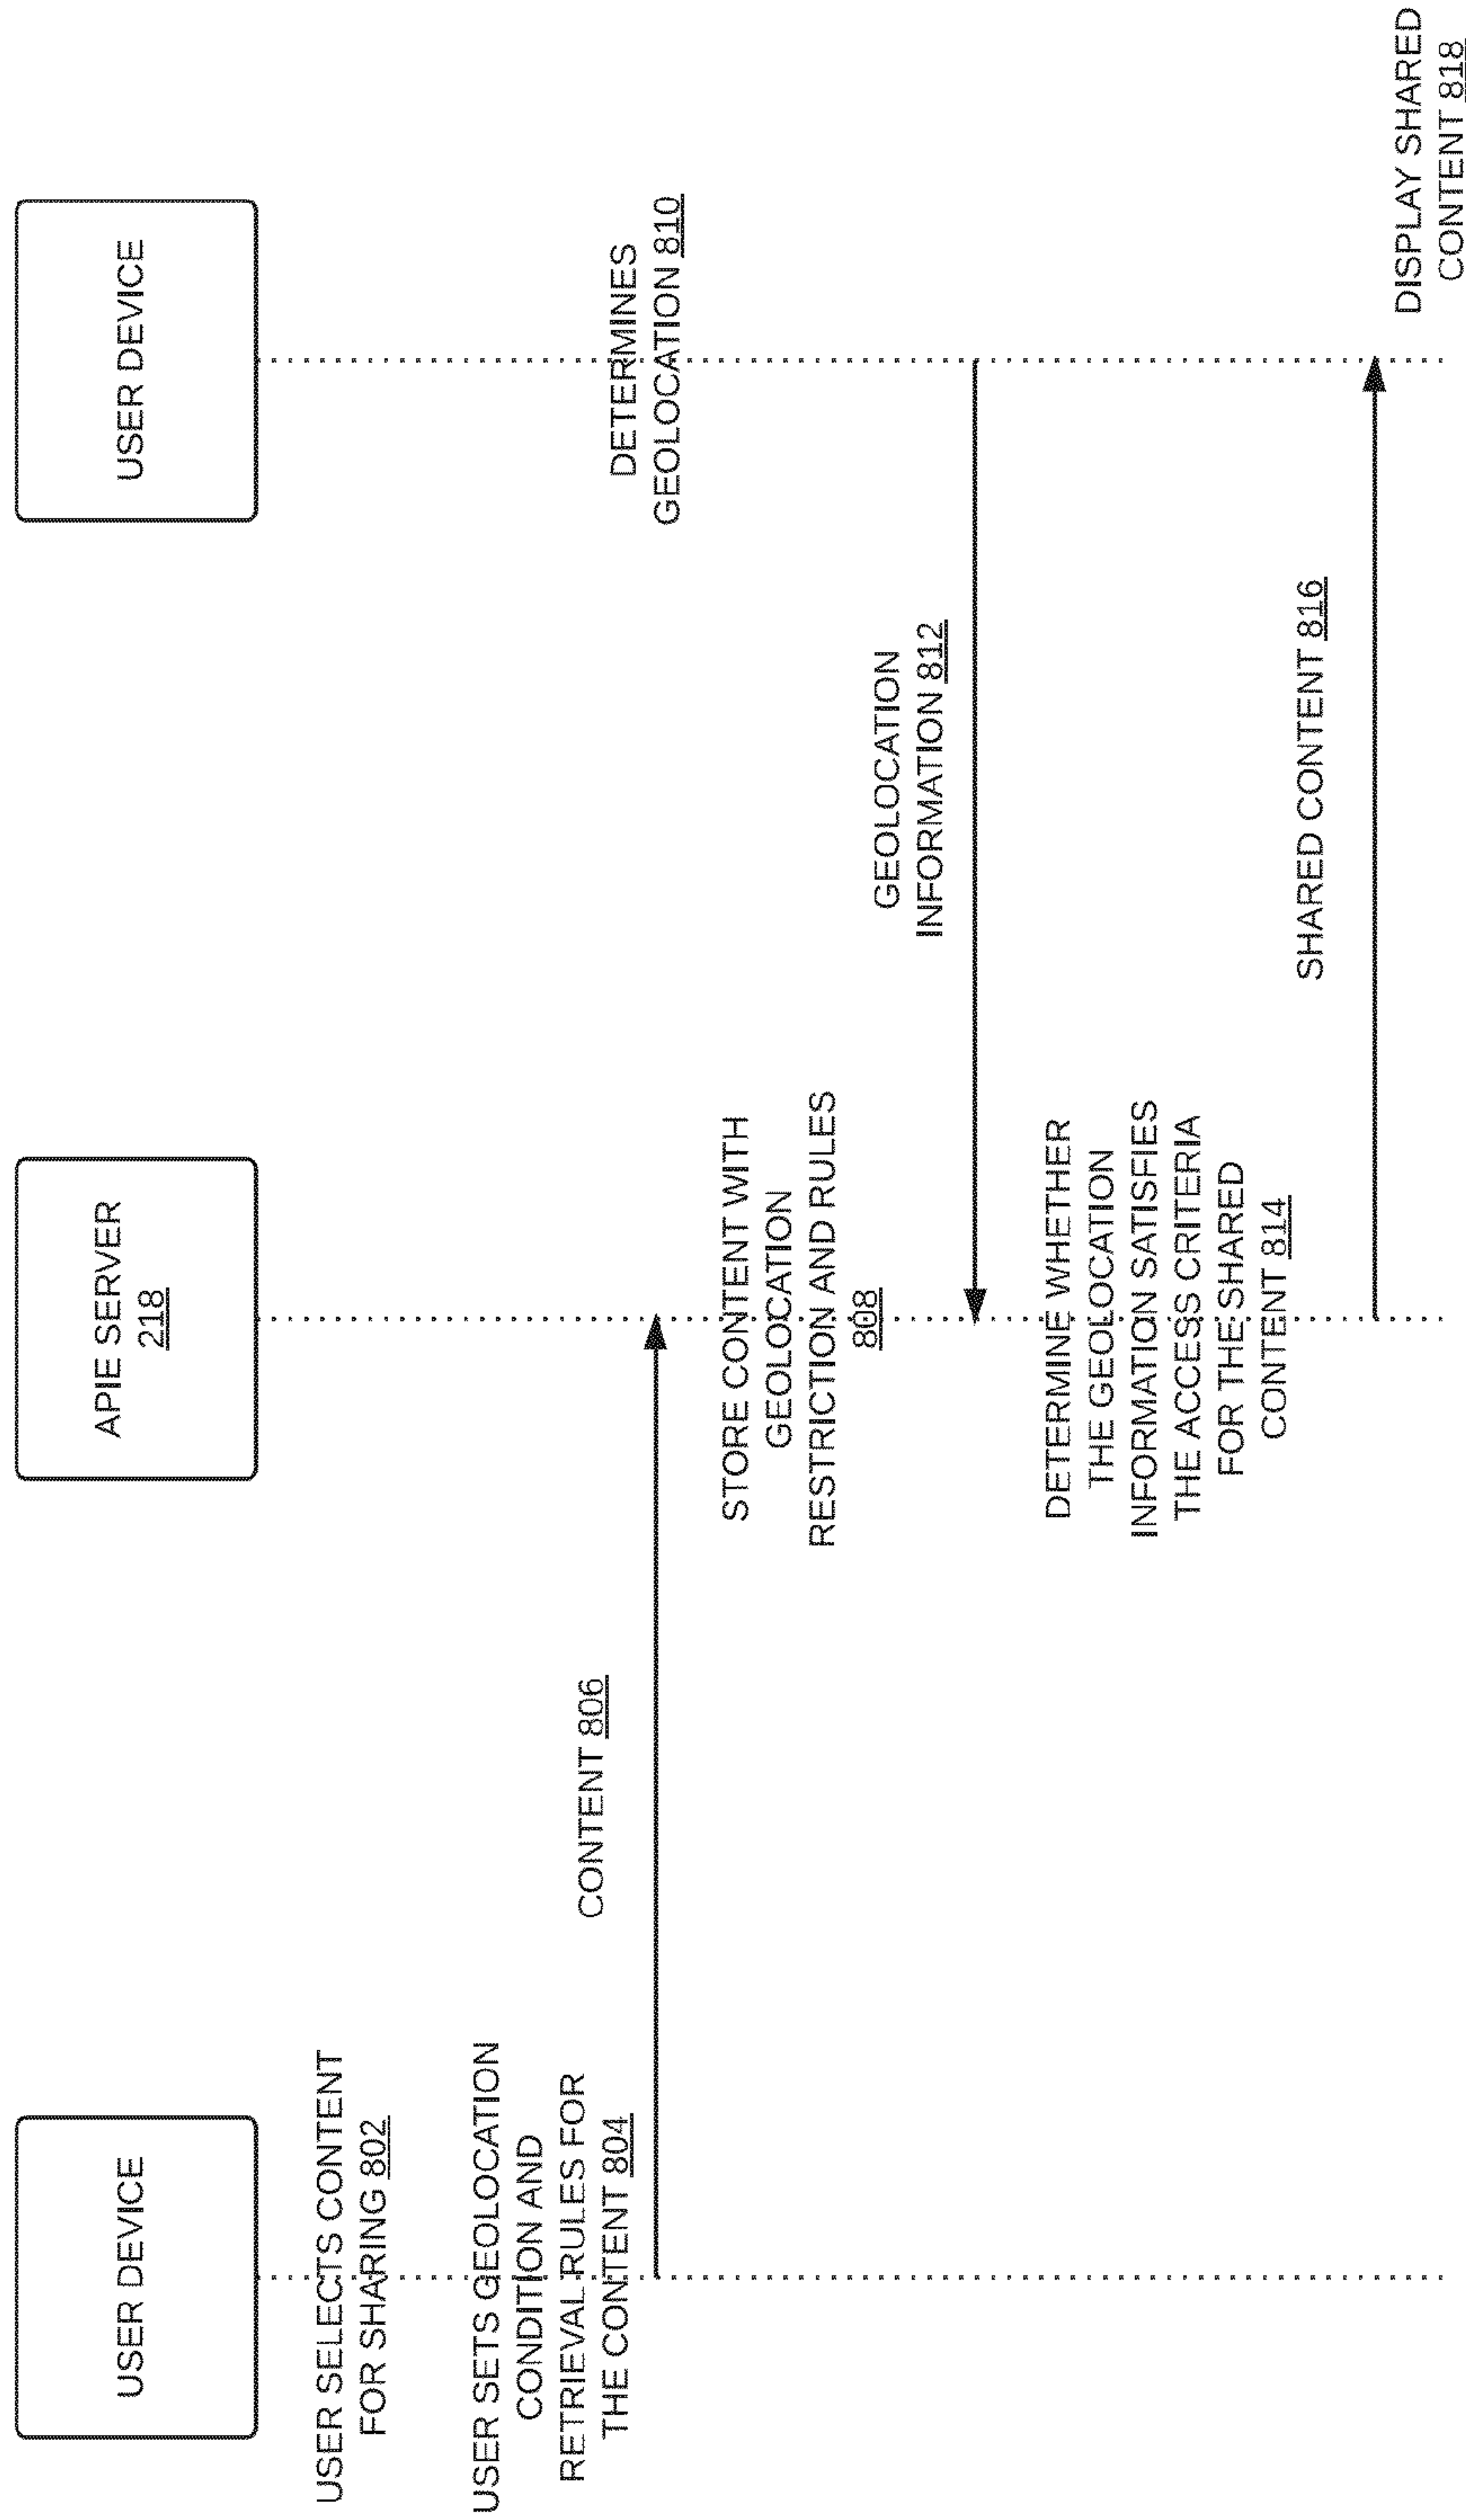 USER DEVICE
APIE SERVER
218
USER DEVICE
USER SELECTS CONTENT
FOR SHARING 802
USER SETS GEOLOCATION
CONDITION AND
RETRIEVAL RULES FOR
THE CONTENT 804
CONTENT 806
DETERMINES
GEOLOCATION 810
STORE CONTENT WITH
GEOLOCATION
RESTRICTION AND RULES
808
GEOLOCATION
INFORMATION 812
DETERMINE WHETHER
THE GEOLOCATION
INFORMATION SATISFIES
THE ACCESS CRITERIA
FOR THE SHARED
CONTENT 814
SHARED CONTENT 816
DISPLAY SHARED
CONTENT 818